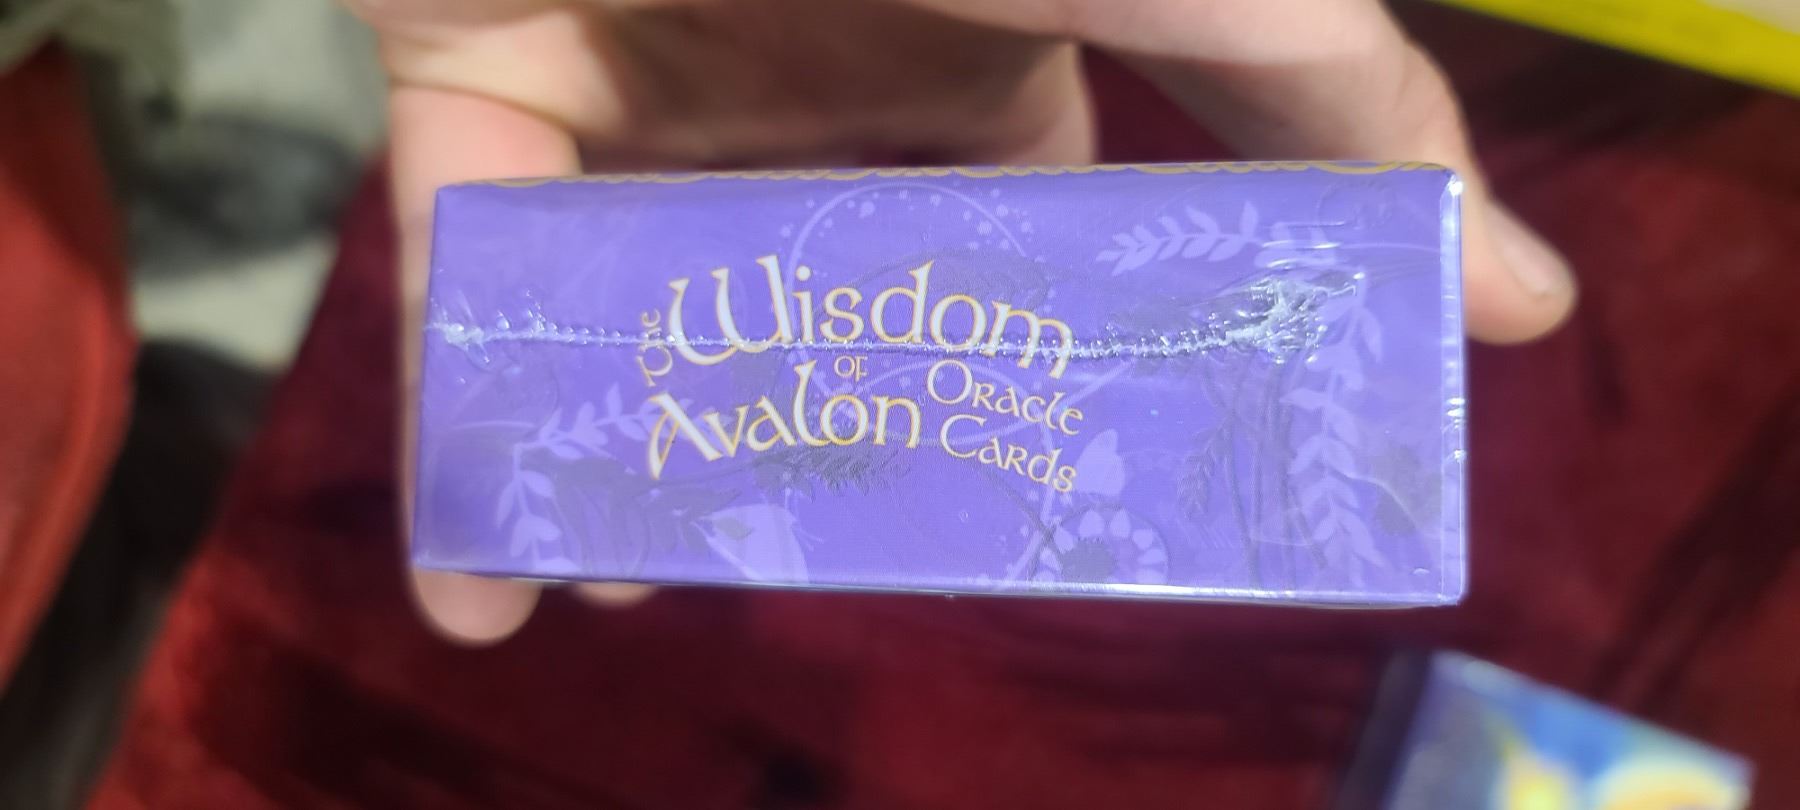 The Wisdom
of
Avalon
Oracle
Cards